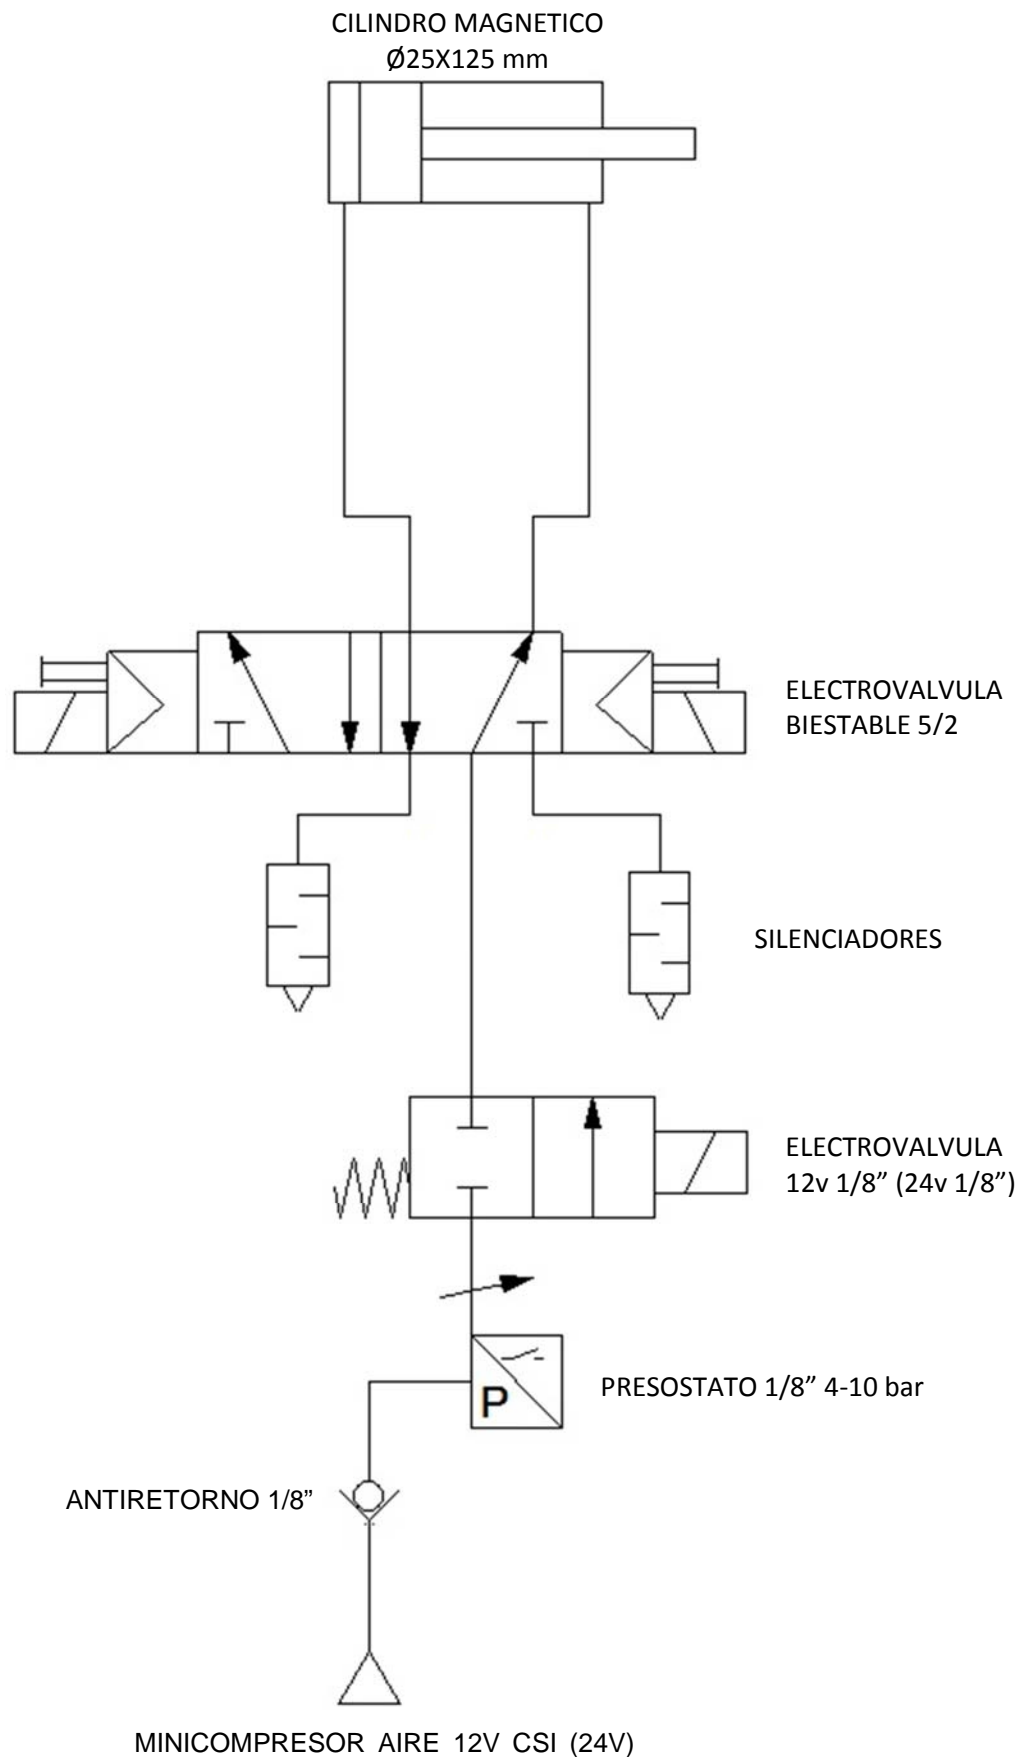 CILINDRO MAGNETICO
Ø25X125 mm
ELECTROVALVULA
BIESTABLE 5/2
SILENCIADORES
ELECTROVALVULA
12v 1/8” (24v 1/8”)
P
PRESOSTATO 1/8” 4-10 bar
ANTIRETORNO 1/8”
MINICOMPRESOR AIRE 12V CSI (24V)